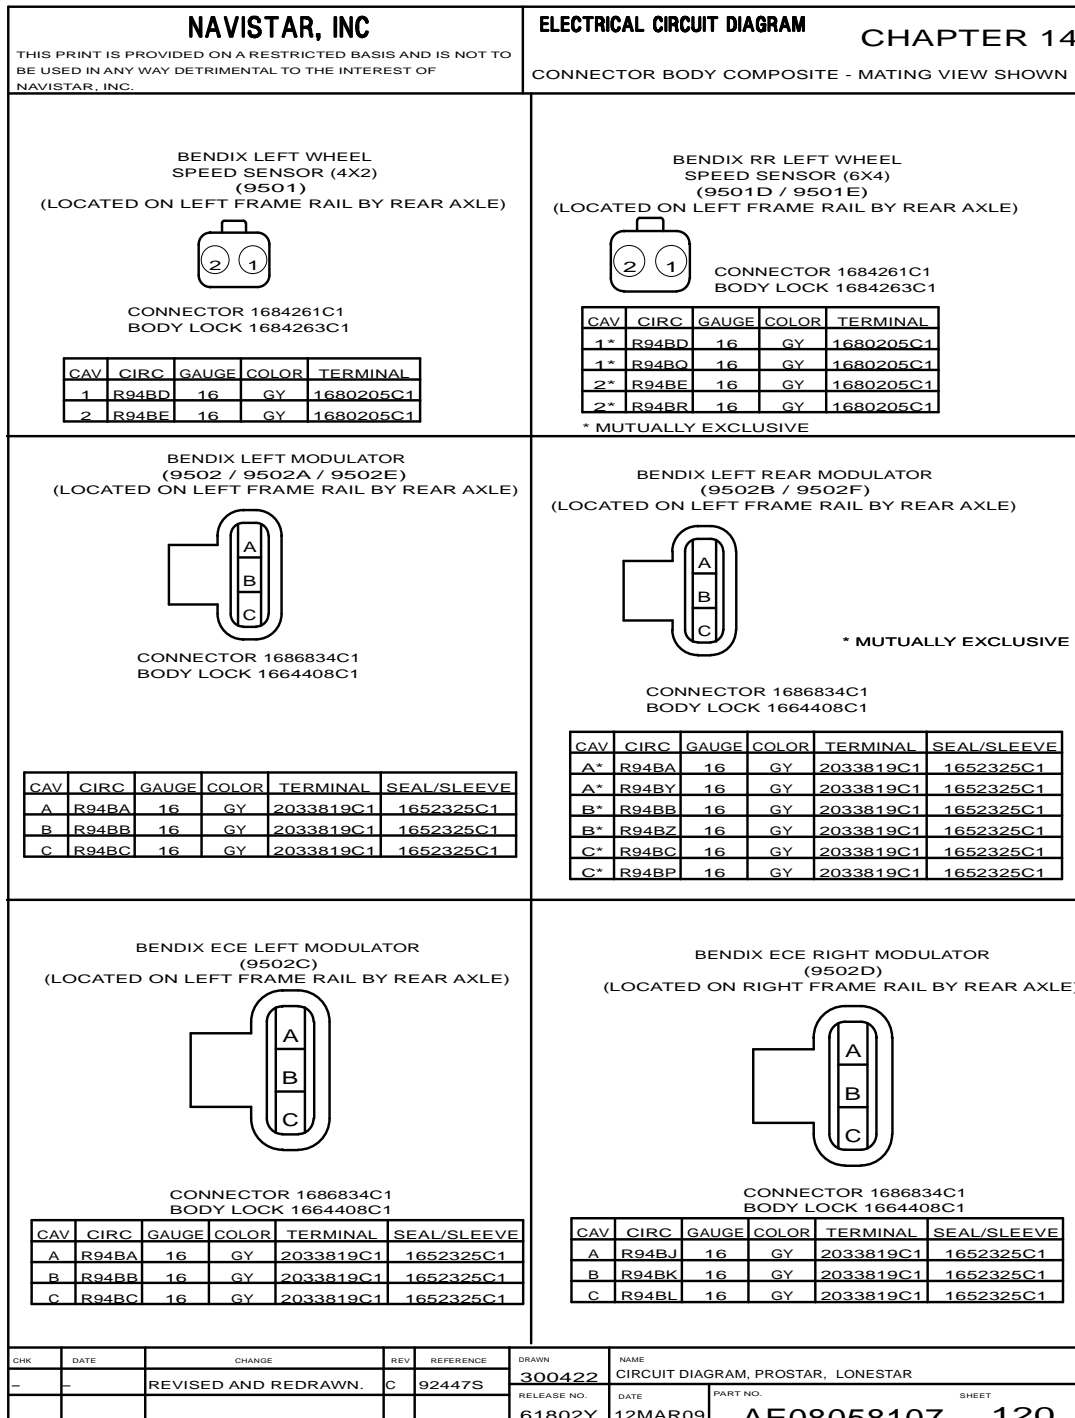 NAVISTAR, INC
THIS PRINT IS PROVIDED ON A RESTRICTED BASIS AND IS NOT TO
BE USED IN ANY WAY DETRIMENTAL TO THE INTEREST OF
NAVISTAR, INC.
ELECTRICAL CIRCUIT DIAGRAM
CHAPTER 14
CONNECTOR BODY COMPOSITE - MATING VIEW SHOWN
BENDIX LEFT WHEEL
SPEED SENSOR (4X2)
(9501)
(LOCATED ON LEFT FRAME RAIL BY REAR AXLE)
2 1
CONNECTOR 1684261C1
BODY LOCK 1684263C1
CAV CIRC GAUGE COLOR TERMINAL
1 R94BD 16 GY 1680205C1
2 R94BE 16 GY 1680205C1
BENDIX RR LEFT WHEEL
SPEED SENSOR (6X4)
(9501D / 9501E)
(LOCATED ON LEFT FRAME RAIL BY REAR AXLE)
2 1
CONNECTOR 1684261C1
BODY LOCK 1684263C1
CAV CIRC GAUGE COLOR TERMINAL
1* R94BD 16 GY 1680205C1
1* R94BQ 16 GY 1680205C1
2* R94BE 16 GY 1680205C1
2* R94BR 16 GY 1680205C1
* MUTUALLY EXCLUSIVE
BENDIX LEFT MODULATOR
(9502 / 9502A / 9502E)
(LOCATED ON LEFT FRAME RAIL BY REAR AXLE)
A
B
C
CONNECTOR 1686834C1
BODY LOCK 1664408C1
CAV CIRC GAUGE COLOR TERMINAL SEAL/SLEEVE
A R94BA 16 GY 2033819C1 1652325C1
B R94BB 16 GY 2033819C1 1652325C1
C R94BC 16 GY 2033819C1 1652325C1
BENDIX LEFT REAR MODULATOR
(9502B / 9502F)
(LOCATED ON LEFT FRAME RAIL BY REAR AXLE)
A
B
C
* MUTUALLY EXCLUSIVE
CONNECTOR 1686834C1
BODY LOCK 1664408C1
CAV CIRC GAUGE COLOR TERMINAL SEAL/SLEEVE
A* R94BA 16 GY 2033819C1 1652325C1
A* R94BY 16 GY 2033819C1 1652325C1
B* R94BB 16 GY 2033819C1 1652325C1
B* R94BZ 16 GY 2033819C1 1652325C1
C* R94BC 16 GY 2033819C1 1652325C1
C* R94BP 16 GY 2033819C1 1652325C1
BENDIX ECE LEFT MODULATOR
(9502C)
(LOCATED ON LEFT FRAME RAIL BY REAR AXLE)
A
B
C
CONNECTOR 1686834C1
BODY LOCK 1664408C1
CAV CIRC GAUGE COLOR TERMINAL SEAL/SLEEVE
A R94BA 16 GY 2033819C1 1652325C1
B R94BB 16 GY 2033819C1 1652325C1
C R94BC 16 GY 2033819C1 1652325C1
BENDIX ECE RIGHT MODULATOR
(9502D)
(LOCATED ON RIGHT FRAME RAIL BY REAR AXLE)
A
B
C
CONNECTOR 1686834C1
BODY LOCK 1664408C1
CAV CIRC GAUGE COLOR TERMINAL SEAL/SLEEVE
A R94BJ 16 GY 2033819C1 1652325C1
B R94BK 16 GY 2033819C1 1652325C1
C R94BL 16 GY 2033819C1 1652325C1
CHK DATE CHANGE REV REFERENCE
– – REVISED AND REDRAWN. C 92447S
DRAWN NAME
300422 CIRCUIT DIAGRAM, PROSTAR, LONESTAR
RELEASE NO. DATE PART NO. SHEET
61802Y 12MAR09 AE08058107 120